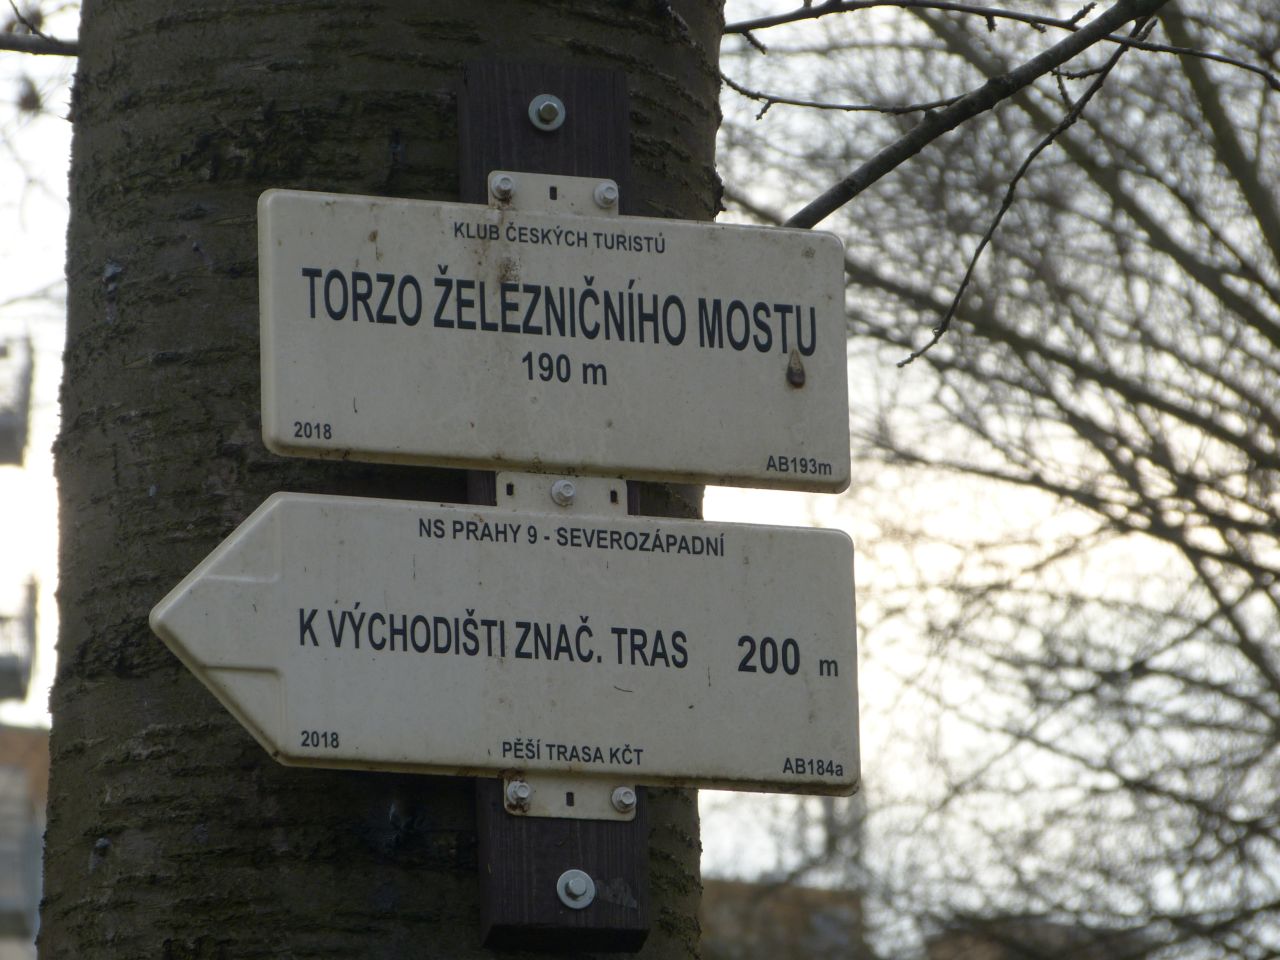 KLUB ČESKÝCH TURISTŮ
TORZO ŽELEZNIČNÍHO MOSTU
190 m
2018
AB193m
NS PRAHY 9 - SEVEROZÁPADNÍ
K VÝCHODIŠTI ZNAČ. TRAS 200 m
2018
PĚŠÍ TRASA KČT
AB184a